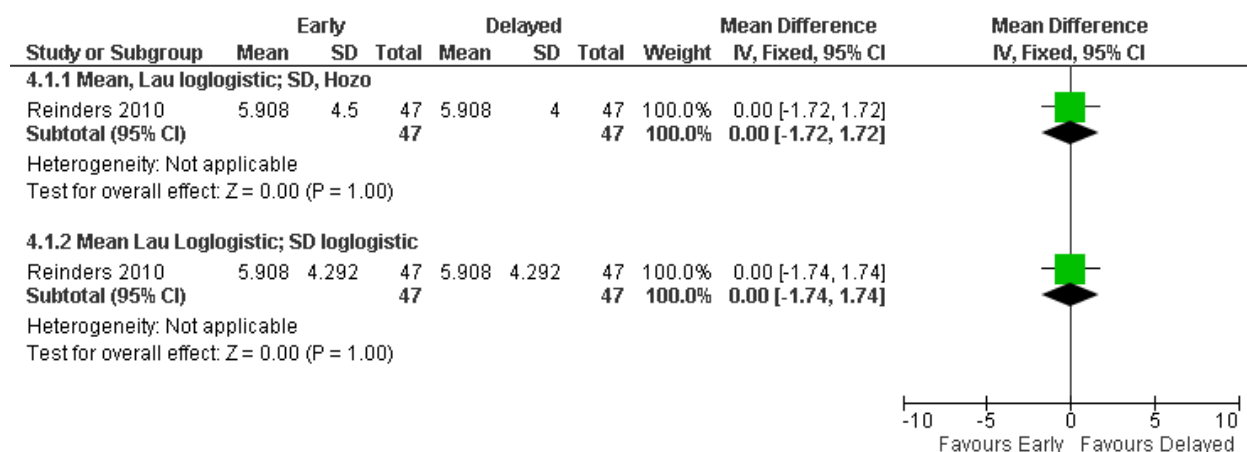 Early Delayed Mean Difference Mean Difference
Study or Subgroup Mean SD Total Mean SD Total Weight IV, Fixed, 95% CI IV, Fixed, 95% CI
4.1.1 Mean, Lau loglogistic; SD, Hozo
Reinders 2010 5.908 4.5 47 5.908 4 47 100.0% 0.00 [-1.72, 1.72]
Subtotal (95% CI) 47 47 100.0% 0.00 [-1.72, 1.72]
Heterogeneity: Not applicable
Test for overall effect: Z = 0.00 (P = 1.00)
4.1.2 Mean Lau Loglogistic; SD loglogistic
Reinders 2010 5.908 4.292 47 5.908 4.292 47 100.0% 0.00 [-1.74, 1.74]
Subtotal (95% CI) 47 47 100.0% 0.00 [-1.74, 1.74]
Heterogeneity: Not applicable
Test for overall effect: Z = 0.00 (P = 1.00)
-10 -5 0 5 10
Favours Early Favours Delayed